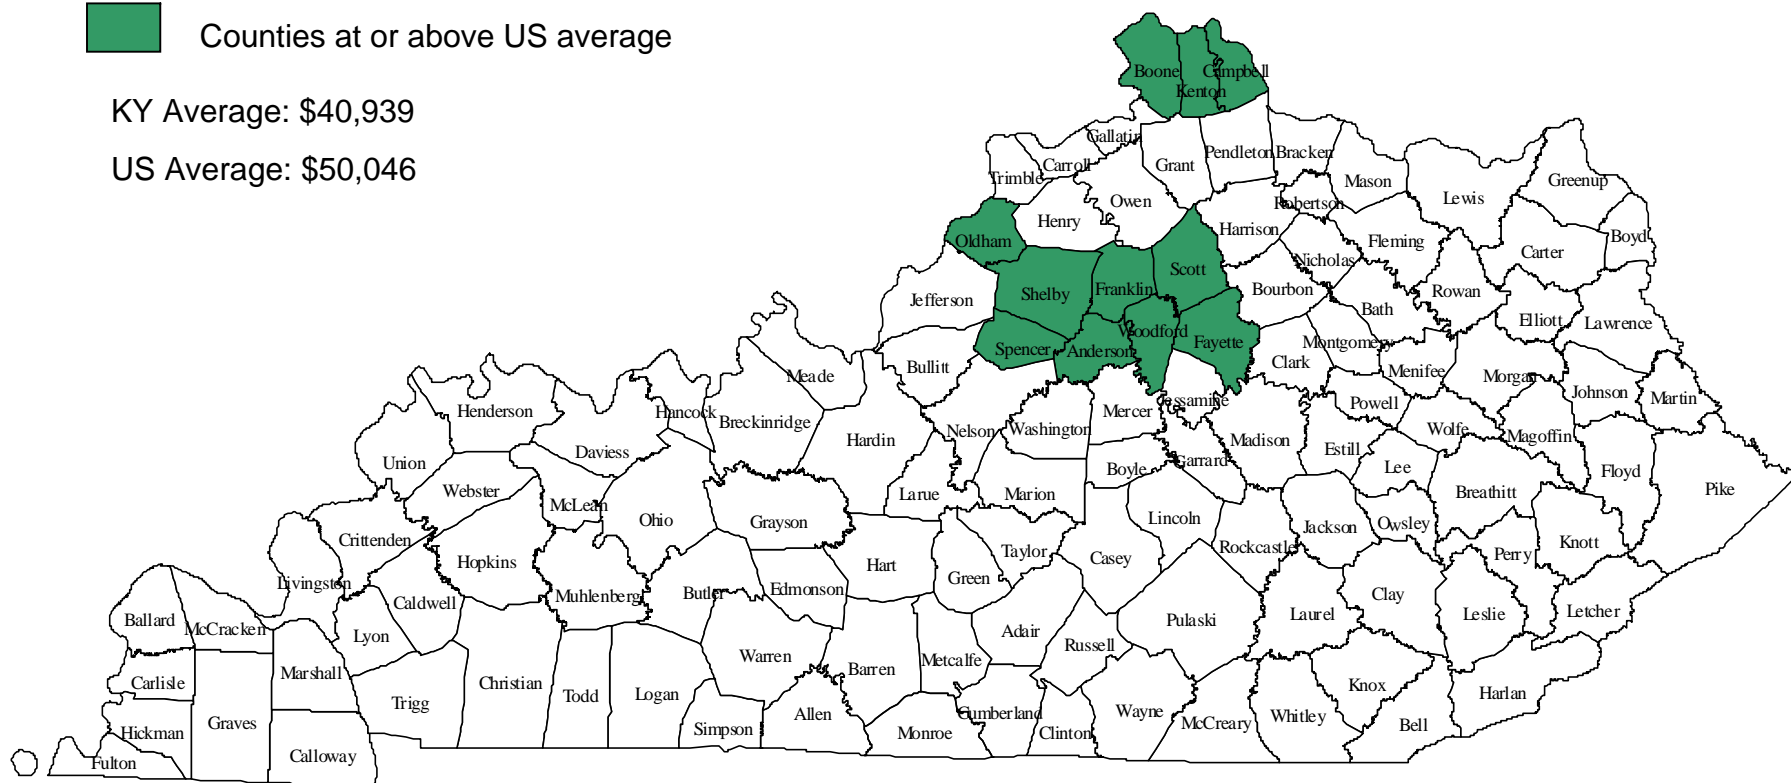 Counties at or above US average
KY Average: $40,939
US Average: $50,046
Boone
Campbell
Kenton
Gallatin
Carroll
Grant
Pendleton
Bracken
Trimble
Mason
Greenup
Owen
Robertson
Lewis
Henry
Harrison
Oldham
Fleming
Boyd
Carter
Nicholas
Scott
Shelby
Franklin
Bourbon
Rowan
Jefferson
Bath
Elliott
Lawrence
Woodford
Spencer
Anderson
Fayette
Montgomery
Clark
Bullitt
Menifee
Meade
Morgan
Johnson
Martin
Henderson
Hancock
Breckinridge
Mercer
Jessamine
Powell
Nelson
Washington
Wolfe
Magoffin
Hardin
Madison
Daviess
Estill
Union
Boyle
Garrard
Lee
Floyd
Webster
Larue
Marion
Breathitt
Pike
McLean
Ohio
Grayson
Lincoln
Jackson
Owsley
Crittenden
Taylor
Rockcastle
Perry
Knott
Hopkins
Hart
Casey
Livingston
Green
Muhlenberg
Butler
Edmonson
Clay
Caldwell
Leslie
Letcher
Ballard
McCracken
Lyon
Adair
Pulaski
Laurel
Russell
Warren
Barren
Metcalfe
Marshall
Carlisle
Christian
Todd
Logan
Knox
Harlan
Trigg
Graves
Simpson
Allen
Cumberland
Wayne
McCreary
Whitley
Bell
Hickman
Monroe
Clinton
Calloway
Fulton